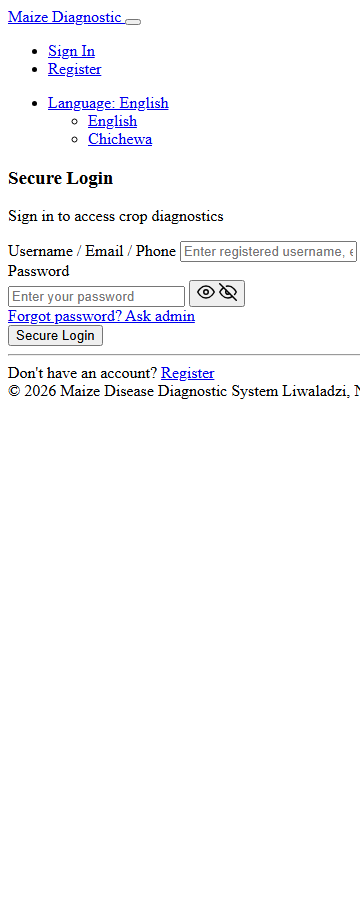 Maize Diagnostic
Sign In
Register
Language: English
English
Chichewa
Secure Login
Sign in to access crop diagnostics
Username / Email / Phone Enter registered username,
Password
Enter your password
Forgot password? Ask admin
Secure Login
Don't have an account? Register
© 2026 Maize Disease Diagnostic System Liwaladzi,